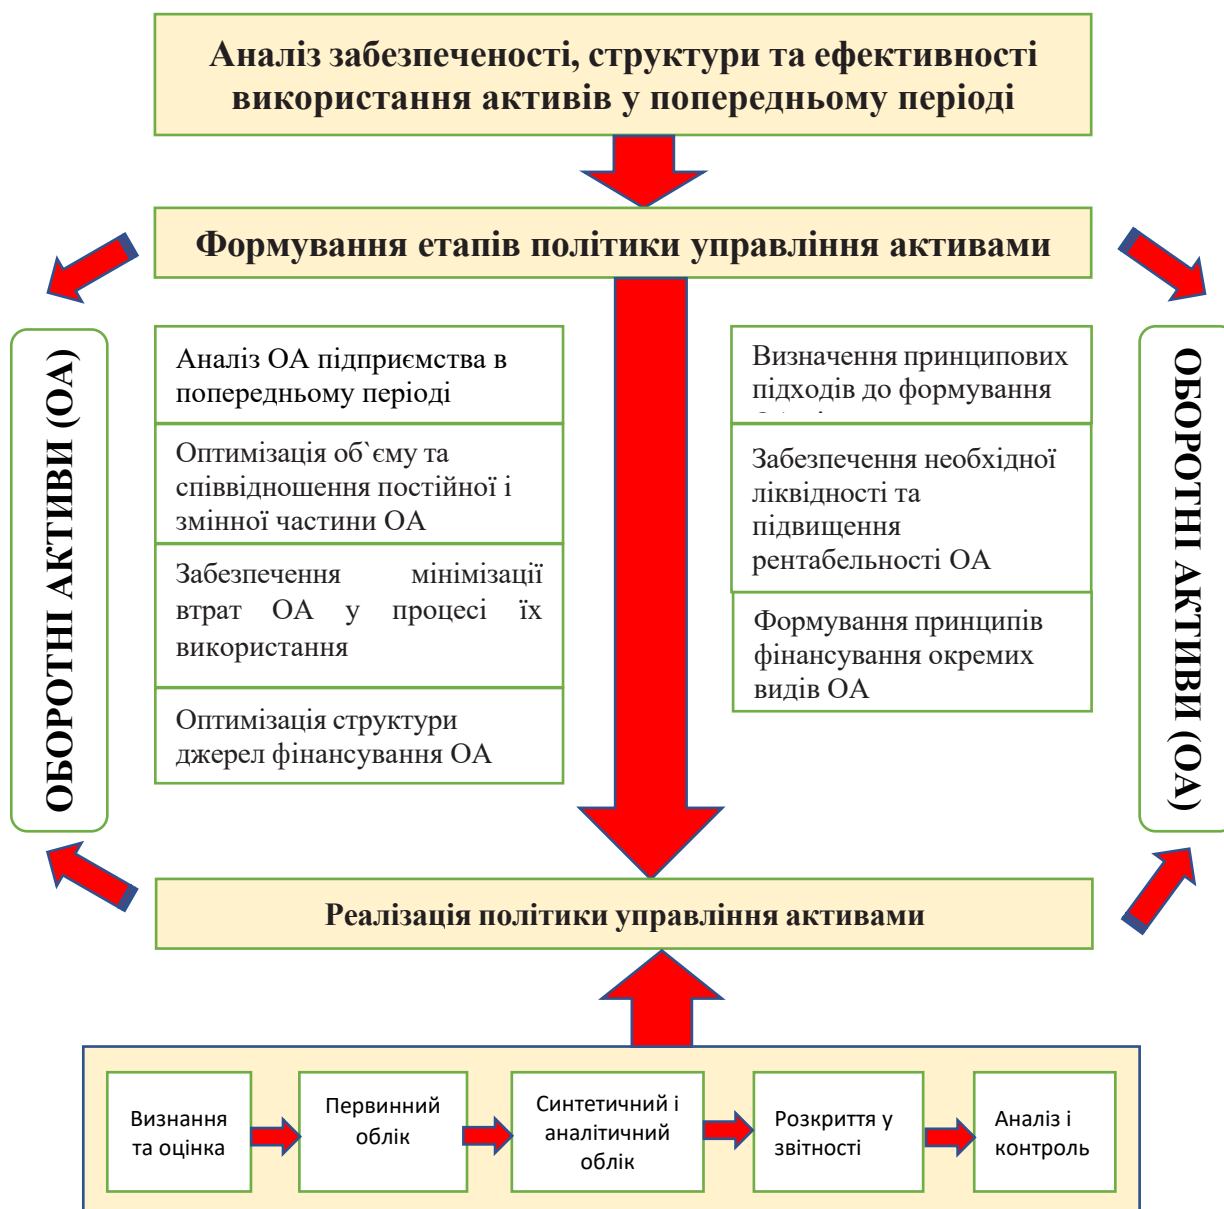 Аналіз забезпеченості, структури та ефективності
використання активів у попередньому періоді
Формування етапів політики управління активами
ОБОРОТНІ АКТИВИ (ОА)
Аналіз ОА підприємства в
попередньому періоді
Оптимізація об`єму та
співвідношення постійної і
змінної частини ОА
Забезпечення мінімізації
втрат ОА у процесі їх
використання
Оптимізація структури
джерел фінансування ОА
Визначення принципових
підходів до формування
Забезпечення необхідної
ліквідності та
підвищення
рентабельності ОА
Формування принципів
фінансування окремих
видів ОА
ОБОРОТНІ АКТИВИ (ОА)
Реалізація політики управління активами
Визнання
та оцінка
Первинний
облік
Синтетичний і
аналітичний
облік
Розкриття у
звітності
Аналіз і
контроль